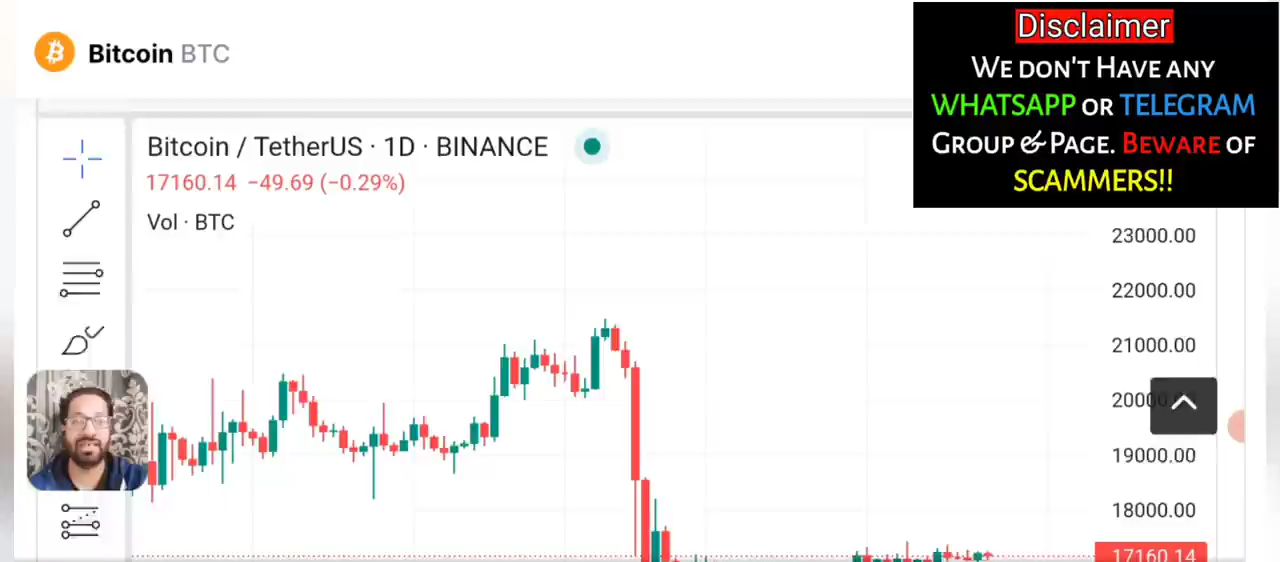 Bitcoin BTC
Disclaimer
WE DON'T HAVE ANY
WHATSAPP OR TELEGRAM
GROUP & PAGE. BEWARE OF
SCAMMERS!!
Bitcoin / TetherUS · 1D · BINANCE
17160.14 −49.69 (−0.29%)
Vol · BTC
23000.00
22000.00
21000.00
19000.00
18000.00
17160.14